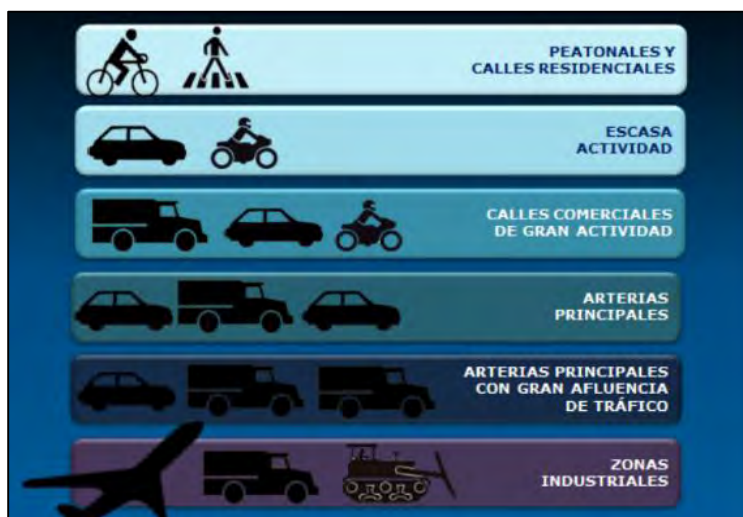 PEATONALES Y
CALLES RESIDENCIALES
ESCASA
ACTIVIDAD
CALLES COMERCIALES
DE GRAN ACTIVIDAD
ARTERIAS
PRINCIPALES
ARTERIAS PRINCIPALES
CON GRAN AFLUENCIA
DE TRÁFICO
ZONAS
INDUSTRIALES